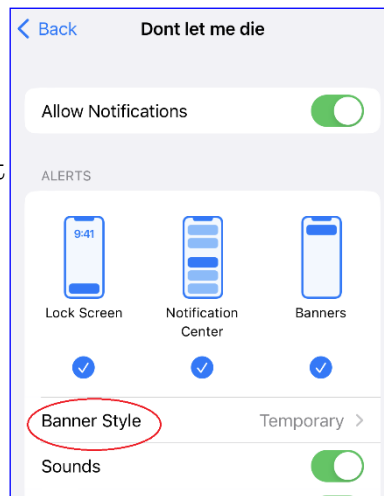 Back Dont let me die
Allow Notifications
t
ALERTS
9:41
Lock Screen Notification Center Banners
Banner Style Temporary
Sounds